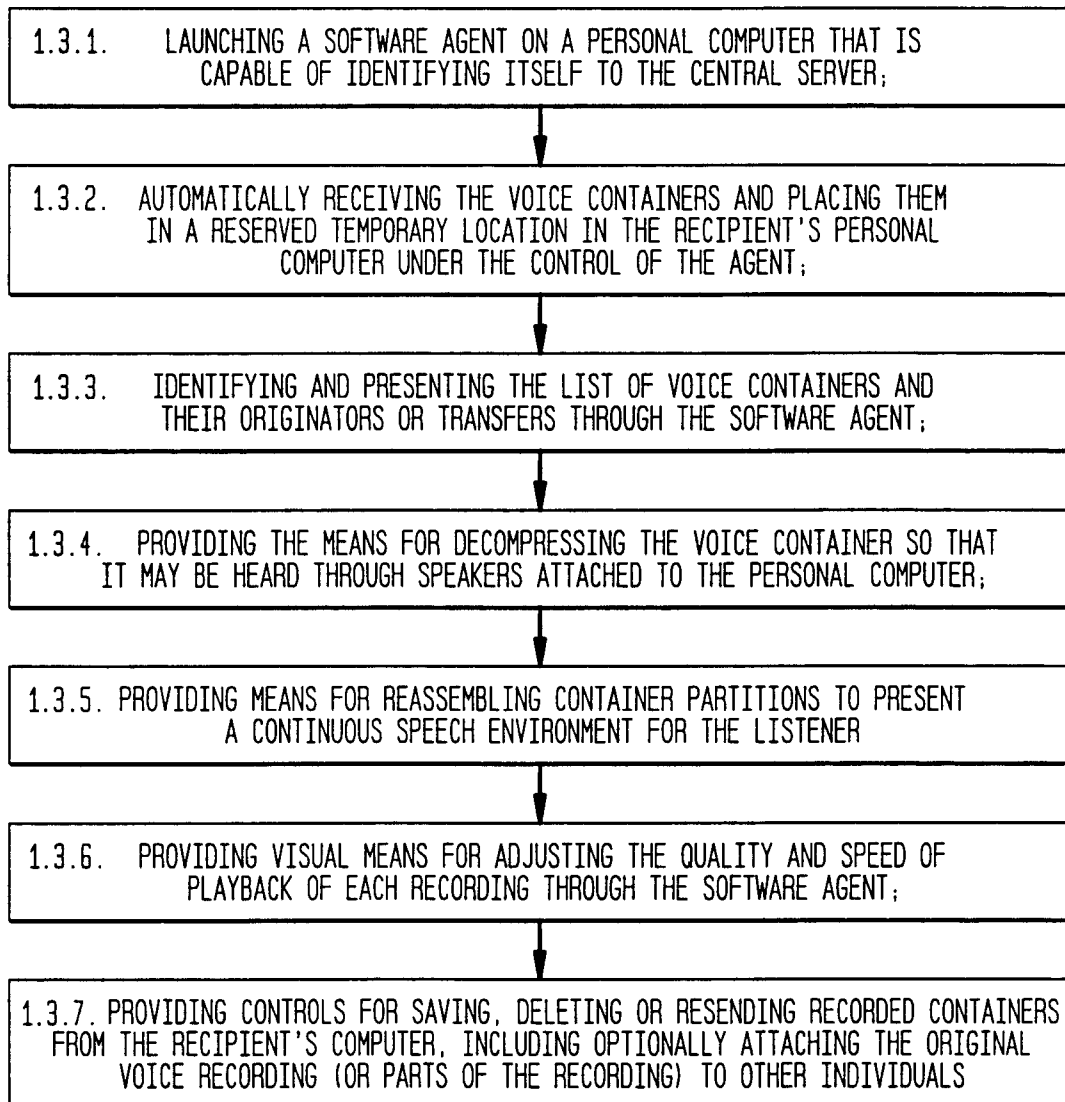 1.3.1. LAUNCHING A SOFTWARE AGENT ON A PERSONAL COMPUTER THAT IS
CAPABLE OF IDENTIFYING ITSELF TO THE CENTRAL SERVER;
1.3.2. AUTOMATICALLY RECEIVING THE VOICE CONTAINERS AND PLACING THEM
IN A RESERVED TEMPORARY LOCATION IN THE RECIPIENT'S PERSONAL
COMPUTER UNDER THE CONTROL OF THE AGENT;
1.3.3. IDENTIFYING AND PRESENTING THE LIST OF VOICE CONTAINERS AND
THEIR ORIGINATORS OR TRANSFERS THROUGH THE SOFTWARE AGENT;
1.3.4. PROVIDING THE MEANS FOR DECOMPRESSING THE VOICE CONTAINER SO THAT
IT MAY BE HEARD THROUGH SPEAKERS ATTACHED TO THE PERSONAL COMPUTER;
1.3.5. PROVIDING MEANS FOR REASSEMBLING CONTAINER PARTITIONS TO PRESENT
A CONTINUOUS SPEECH ENVIRONMENT FOR THE LISTENER
1.3.6. PROVIDING VISUAL MEANS FOR ADJUSTING THE QUALITY AND SPEED OF
PLAYBACK OF EACH RECORDING THROUGH THE SOFTWARE AGENT;
1.3.7. PROVIDING CONTROLS FOR SAVING, DELETING OR RESENDING RECORDED CONTAINERS
FROM THE RECIPIENT'S COMPUTER, INCLUDING OPTIONALLY ATTACHING THE ORIGINAL
VOICE RECORDING (OR PARTS OF THE RECORDING) TO OTHER INDIVIDUALS